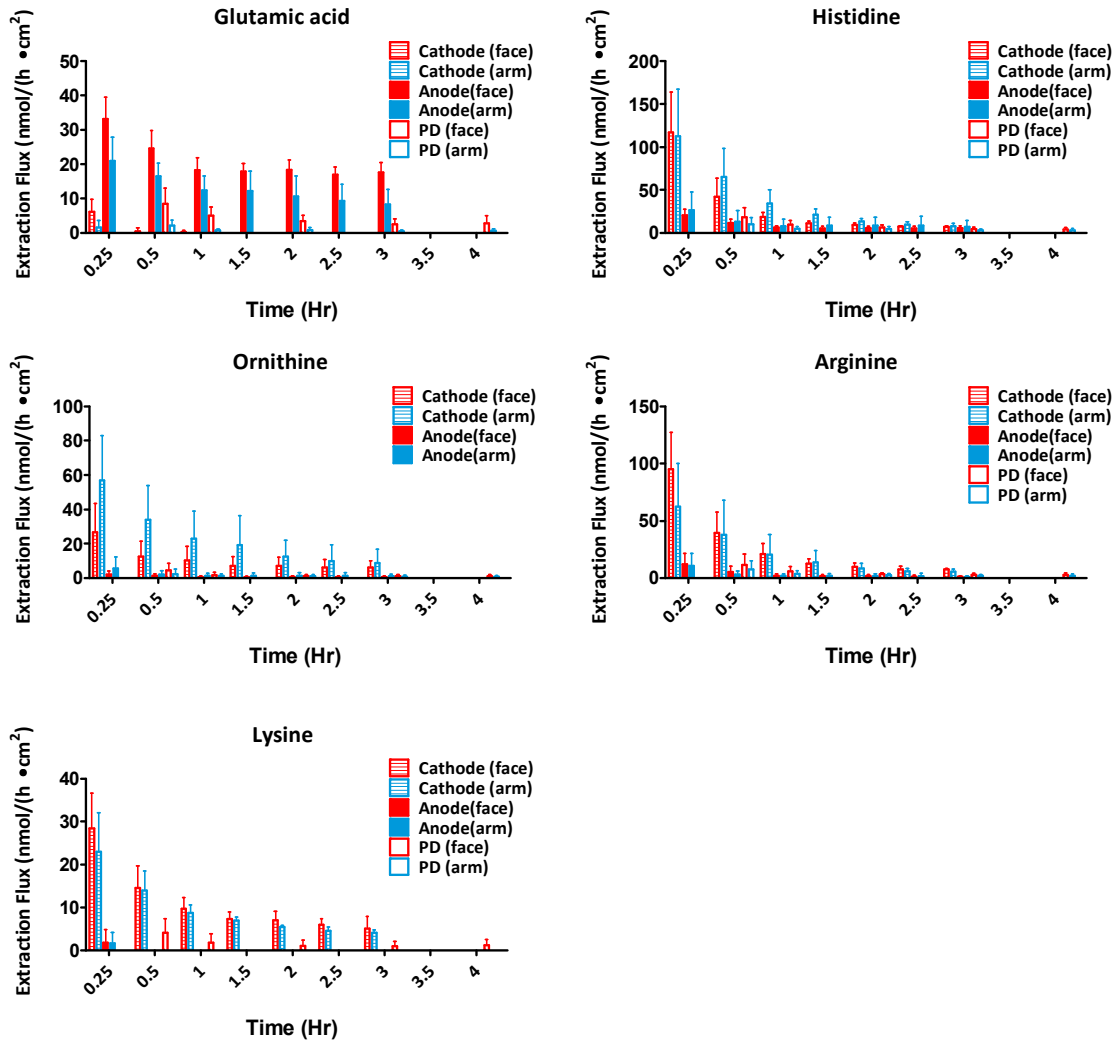 Glutamic acid
Extraction Flux (nmol/(h •cm²)
50
40
30
20
10
0
Cathode (face)
Cathode (arm)
Anode(face)
Anode(arm)
PD (face)
PD (arm)
0.25
0.5
1
1.5
2
2.5
3
3.5
4
Time (Hr)
Histidine
Extraction Flux (nmol/(h •cm²)
200
150
100
50
0
Cathode (face)
Cathode (arm)
Anode(face)
Anode(arm)
PD (face)
PD (arm)
0.25
0.5
1
1.5
2
2.5
3
3.5
4
Time (Hr)
Ornithine
Extraction Flux (nmol/(h •cm²)
100
80
60
40
20
0
Cathode (face)
Cathode (arm)
Anode(face)
Anode(arm)
0.25
0.5
1
1.5
2
2.5
3
3.5
4
Time (Hr)
Arginine
Extraction Flux (nmol/(h •cm²)
150
100
50
0
Cathode (face)
Cathode (arm)
Anode(face)
Anode(arm)
PD (face)
PD (arm)
0.25
0.5
1
1.5
2
2.5
3
3.5
4
Time (Hr)
Lysine
Extraction Flux (nmol/(h •cm²)
40
30
20
10
0
Cathode (face)
Cathode (arm)
Anode(face)
Anode(arm)
PD (face)
PD (arm)
0.25
0.5
1
1.5
2
2.5
3
3.5
4
Time (Hr)